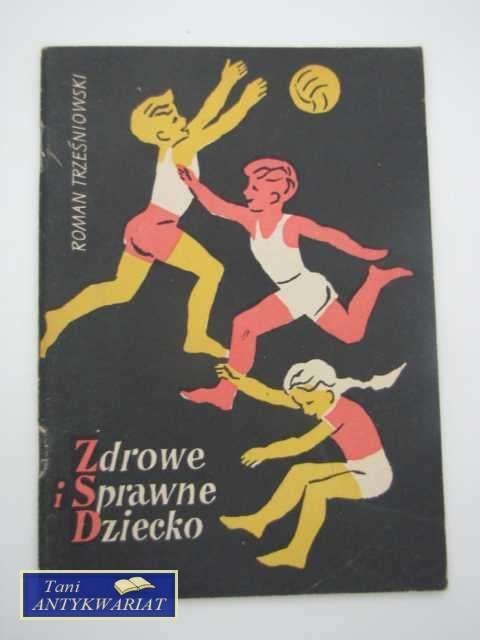 ROMAN TRZEŚNIOWSKI
Zdrowe
i Sprawne
Dziecko
Tani
ANTYKWARIAT